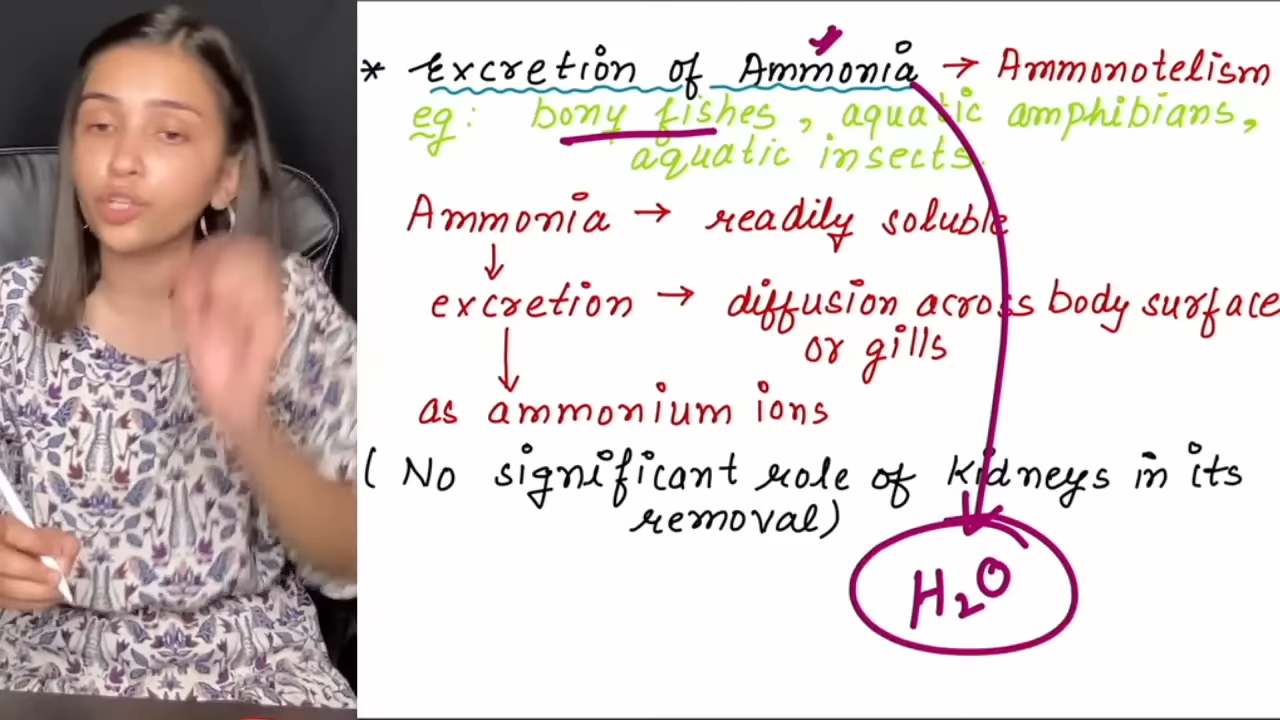 * Excretion of Ammonia → Ammonotelism
eg: bony fishes, aquatic amphibians,
aquatic insects.
Ammonia → readily soluble
↓
excretion → diffusion across body surface
or gills
↓
as ammonium ions
( No significant role of kidneys in its
removal)
H₂O